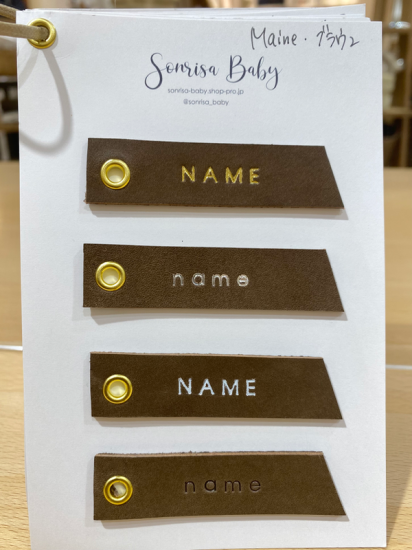 Maine・ブラウン
Sonrisa Baby
sonrisa-baby.shop-pro.jp
@sonrisa_baby
NAME
name
NAME
name